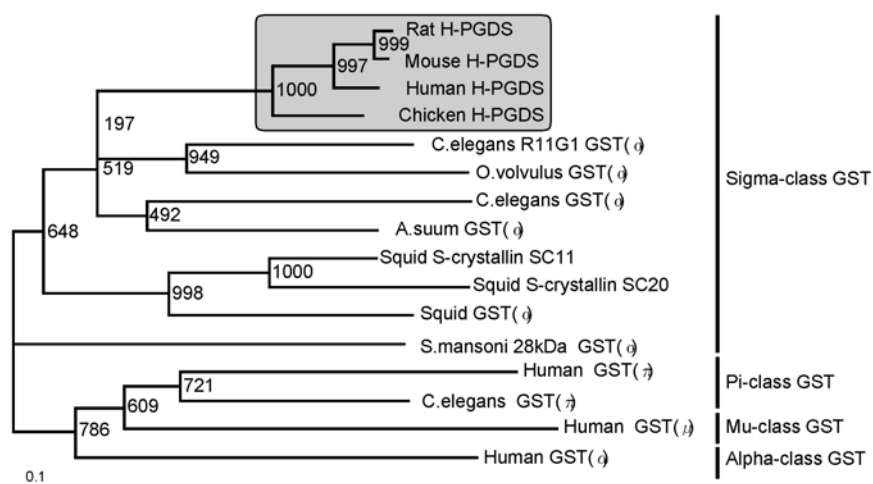 Rat H-PGDS
999
Mouse H-PGDS
997
Human H-PGDS
1000
Chicken H-PGDS
197
C.elegans R11G1 GST(σ)
949
519
O.volvulus GST(σ)
Sigma-class GST
C.elegans GST(σ)
492
A.suum GST(σ)
648
Squid S-crystallin SC11
1000
Squid S-crystallin SC20
998
Squid GST(σ)
S.mansoni 28kDa GST(σ)
Human GST(π)
721
Pi-class GST
C.elegans GST(π)
609
786
Human GST(μ)
Mu-class GST
Human GST(α)
Alpha-class GST
0.1